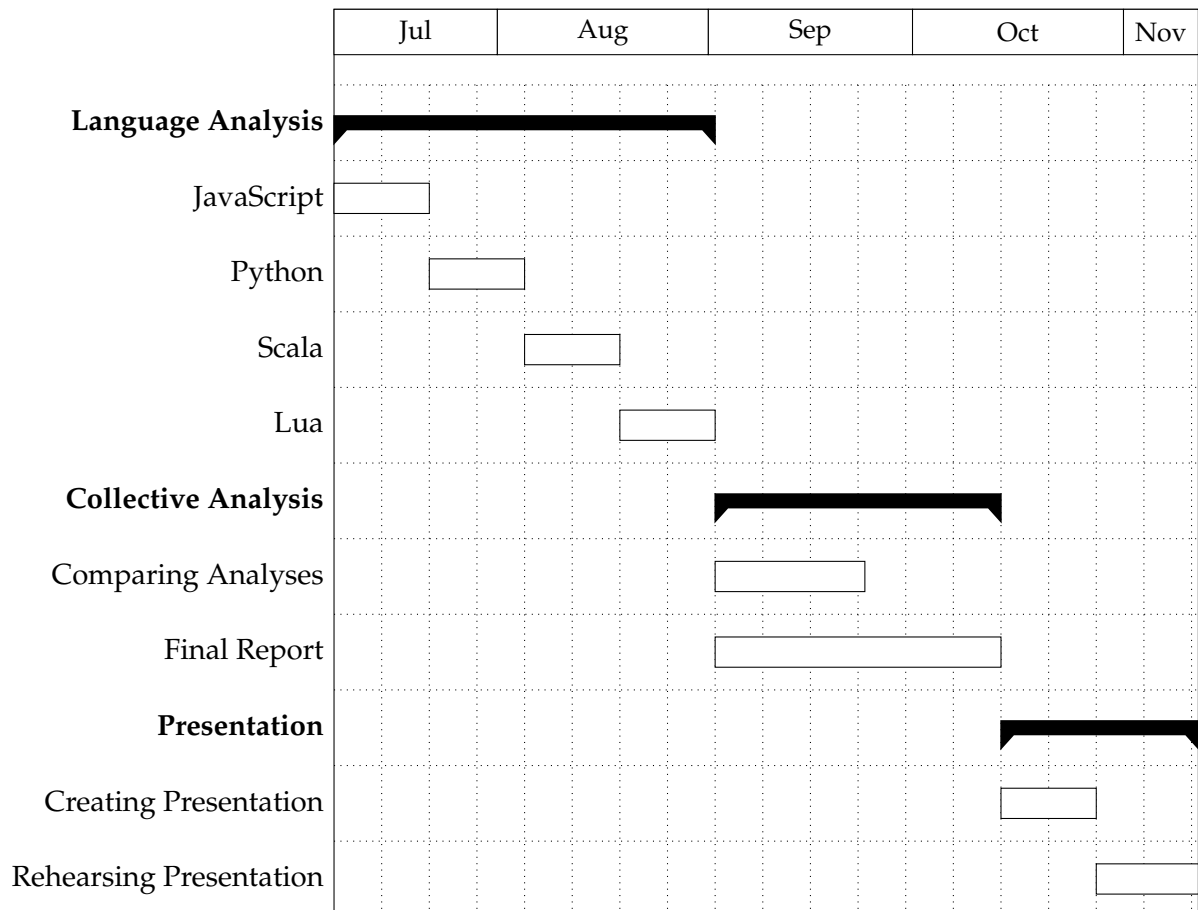 Jul Aug Sep Oct Nov
Language Analysis
JavaScript
Python
Scala
Lua
Collective Analysis
Comparing Analyses
Final Report
Presentation
Creating Presentation
Rehearsing Presentation